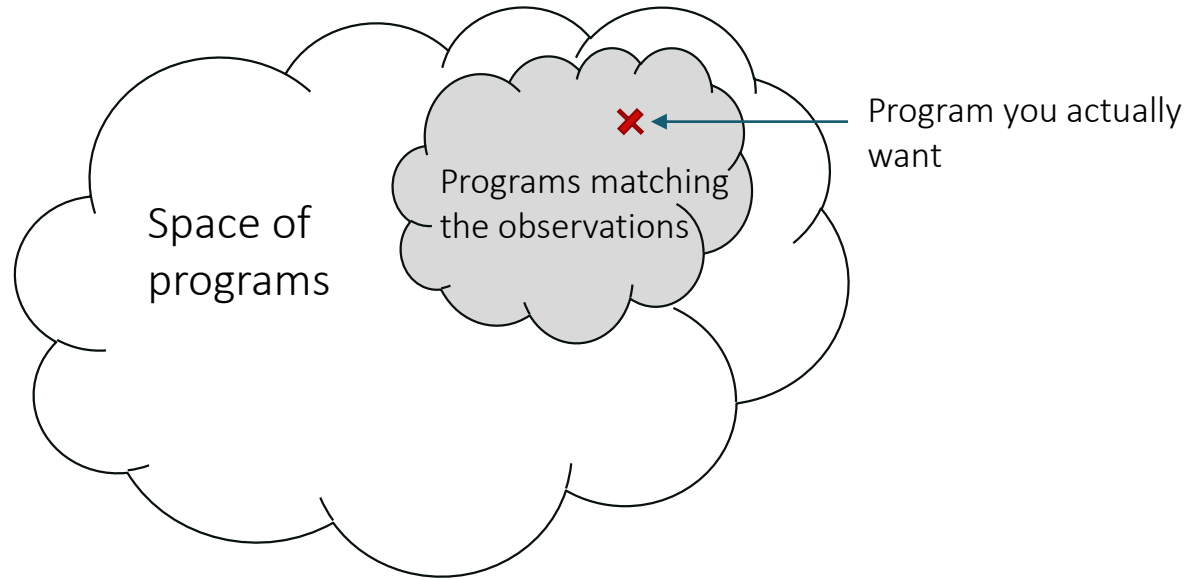 Program you actually
want
Programs matching
the observations
Space of
programs